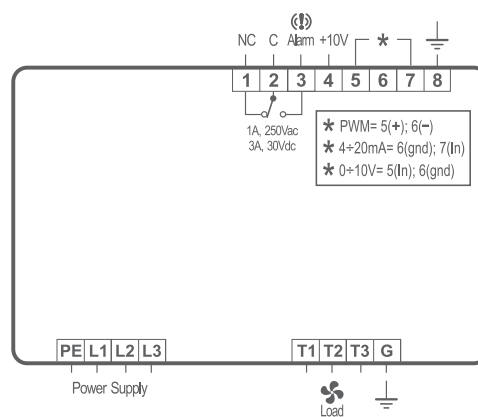 NC C Alarm +10V *
1 2 3 4 5 6 7 8
1A, 250Vac
3A, 30Vdc
* PWM= 5(+); 6(−)
* 4÷20mA= 6(gnd); 7(In)
* 0÷10V= 5(In); 6(gnd)
PE L1 L2 L3
T1 T2 T3 G
Power Supply
Load